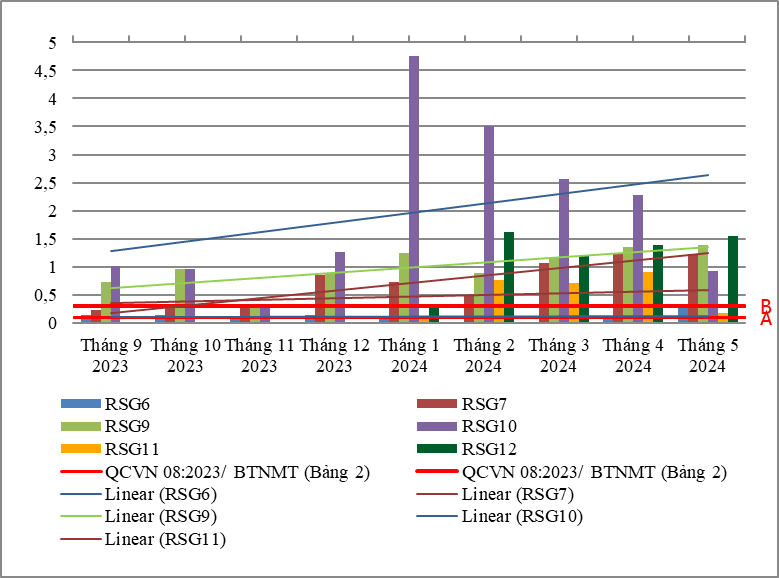 5
4,5
4
3,5
3
2,5
2
1,5
1
0,5
0
B
A
Tháng 9 2023
Tháng 10 2023
Tháng 11 2023
Tháng 12 2023
Tháng 1 2024
Tháng 2 2024
Tháng 3 2024
Tháng 4 2024
Tháng 5 2024
RSG6
RSG7
RSG9
RSG10
RSG11
RSG12
QCVN 08:2023/ BTNMT (Bảng 2)
QCVN 08:2023/ BTNMT (Bảng 2)
Linear (RSG6)
Linear (RSG7)
Linear (RSG9)
Linear (RSG10)
Linear (RSG11)